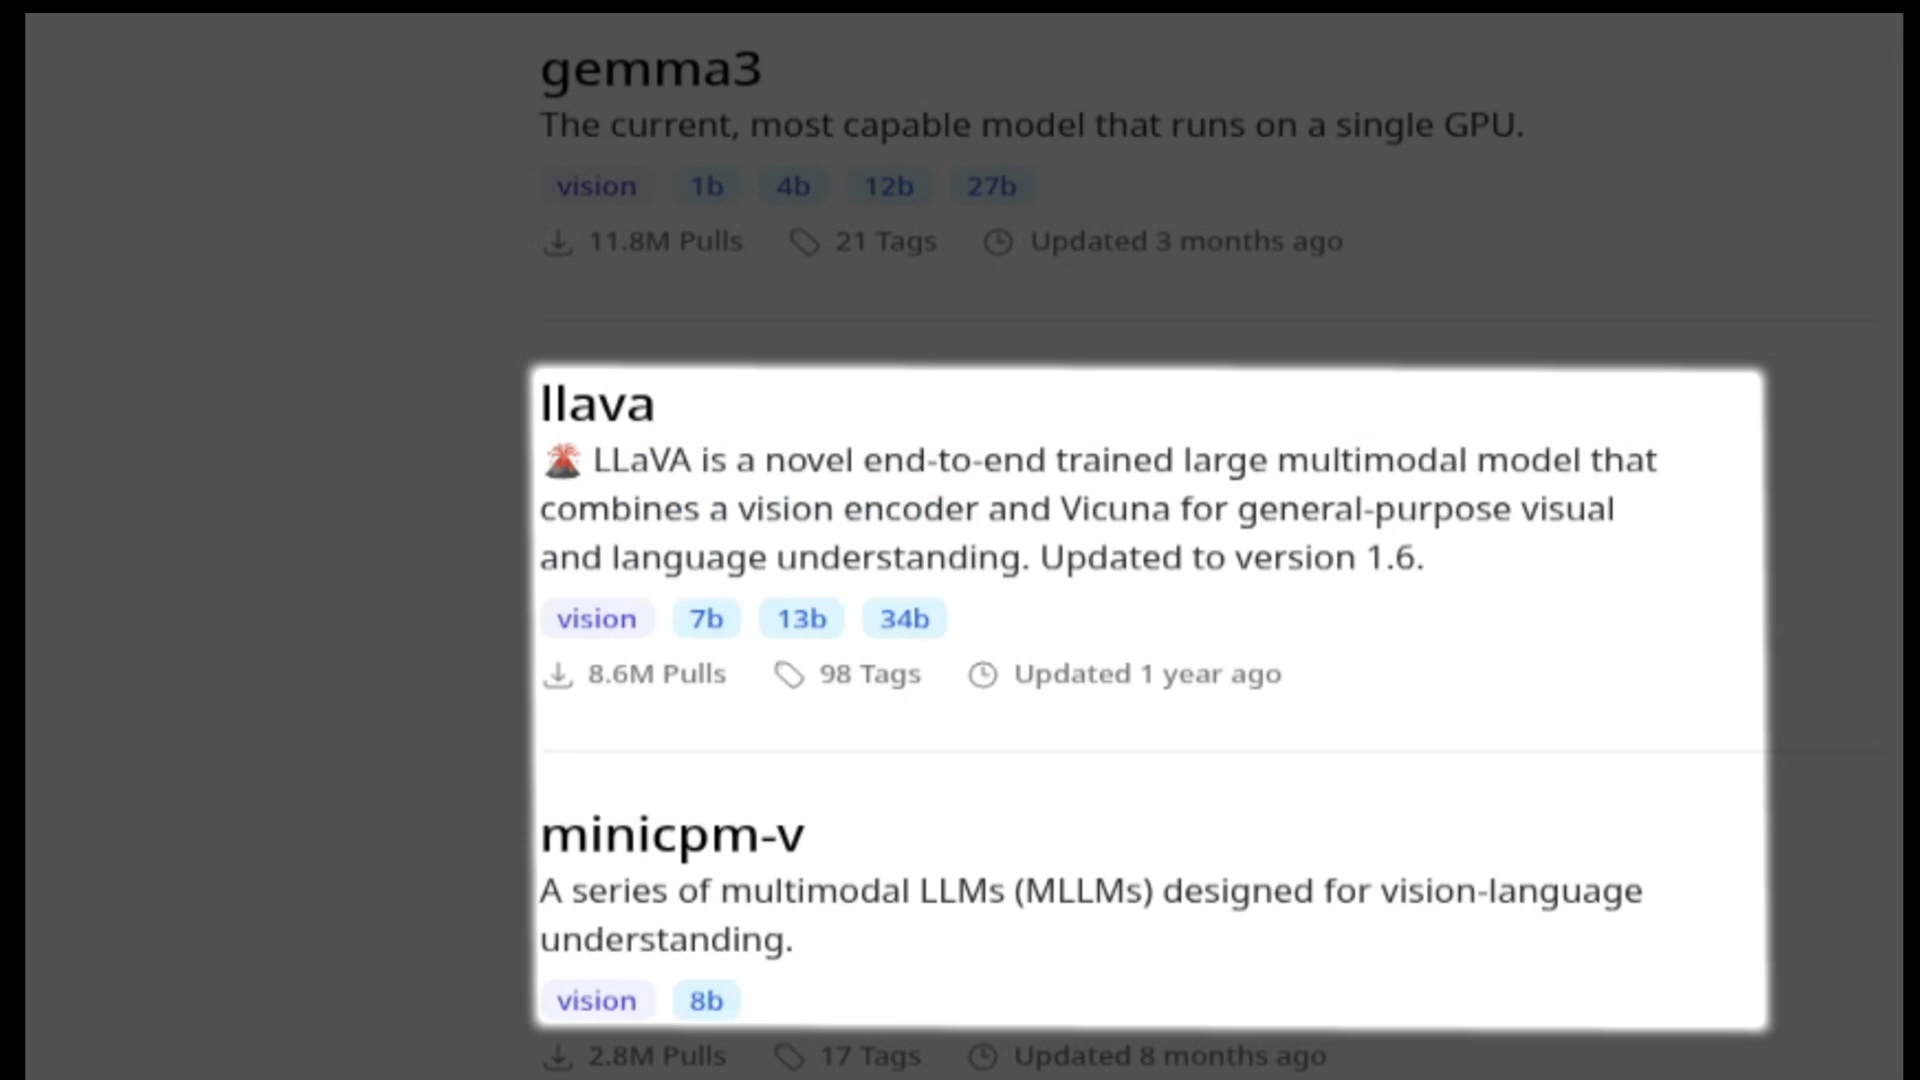 gemma3
The current, most capable model that runs on a single GPU.
vision 1b 4b 12b 27b
11.8M Pulls 21 Tags Updated 3 months ago
llava
🌋 LLaVA is a novel end-to-end trained large multimodal model that
combines a vision encoder and Vicuna for general-purpose visual
and language understanding. Updated to version 1.6.
vision 7b 13b 34b
8.6M Pulls 98 Tags Updated 1 year ago
minicpm-v
A series of multimodal LLMs (MLLMs) designed for vision-language
understanding.
vision 8b
2.8M Pulls 17 Tags Updated 8 months ago